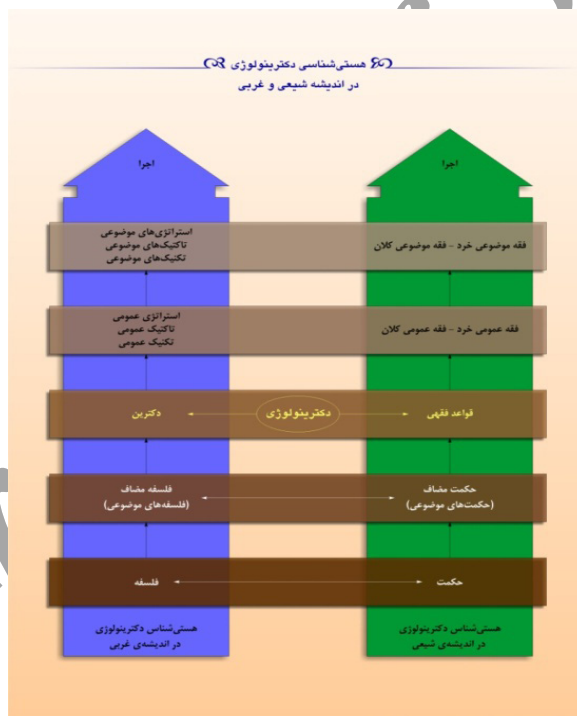 هستی‌شناسی دکترینولوژی
در اندیشه شیعی و غربی
اجرا
اجرا
فقه موضوعی خرد - فقه موضوعی کلان
استراتژی‌های موضوعی
تاکتیک‌های موضوعی
تکنیک‌های موضوعی
فقه عمومی خرد - فقه عمومی کلان
استراتژی عمومی
تاکتیک عمومی
تکنیک عمومی
قواعد فقهی
دکترینولوژی
دکترین
حکمت مضاف
(حکمت‌های موضوعی)
فلسفه مضاف
(فلسفه‌های موضوعی)
حکمت
فلسفه
هستی‌شناس دکترینولوژی
در اندیشه‌ی شیعی
هستی‌شناس دکترینولوژی
در اندیشه‌ی غربی